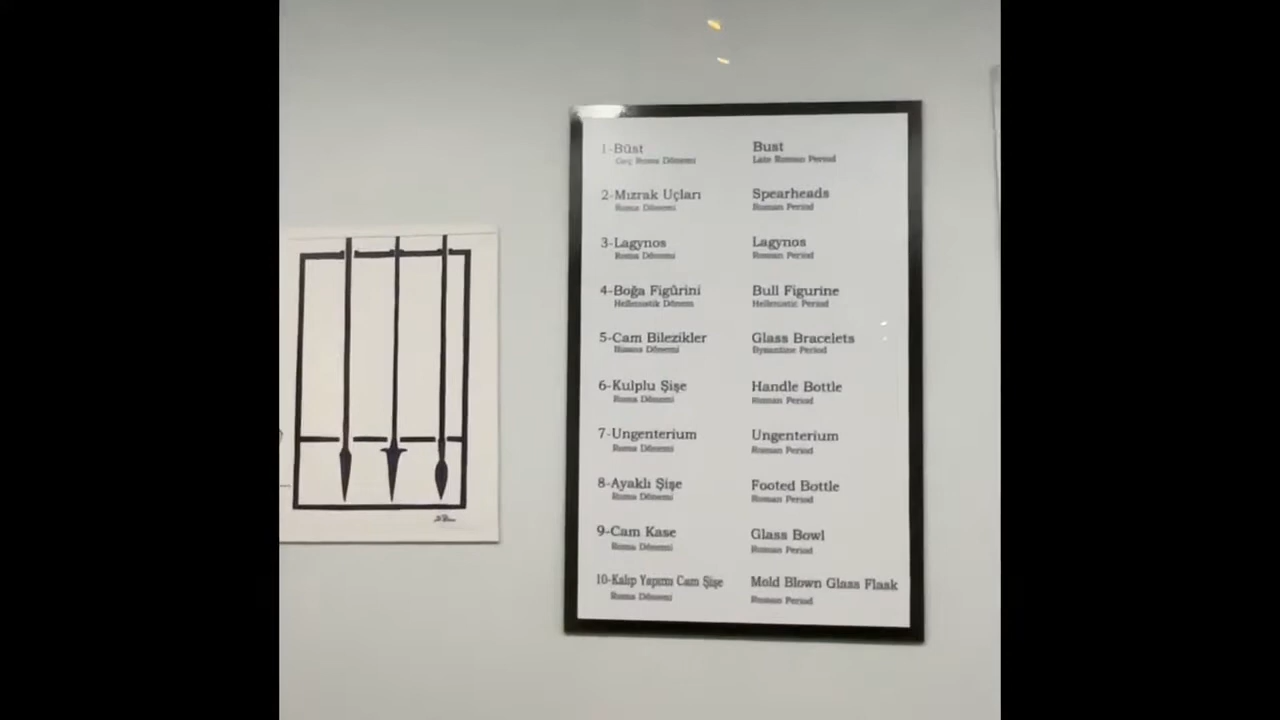 1-Büst
Geç Roma Dönemi
Bust
Late Roman Period
2-Mızrak Uçları
Roma Dönemi
Spearheads
Roman Period
3-Lagynos
Roma Dönemi
Lagynos
Roman Period
4-Boğa Figürini
Hellenistik Dönem
Bull Figurine
Hellenistic Period
5-Cam Bilezikler
Bizans Dönemi
Glass Bracelets
Byzantine Period
6-Kulplu Şişe
Roma Dönemi
Handle Bottle
Roman Period
7-Ungenterium
Roma Dönemi
Ungenterium
Roman Period
8-Ayaklı Şişe
Roma Dönemi
Footed Bottle
Roman Period
9-Cam Kase
Roma Dönemi
Glass Bowl
Roman Period
10-Kalıp Yapımı Cam Şişe
Roma Dönemi
Mold Blown Glass Flask
Roman Period